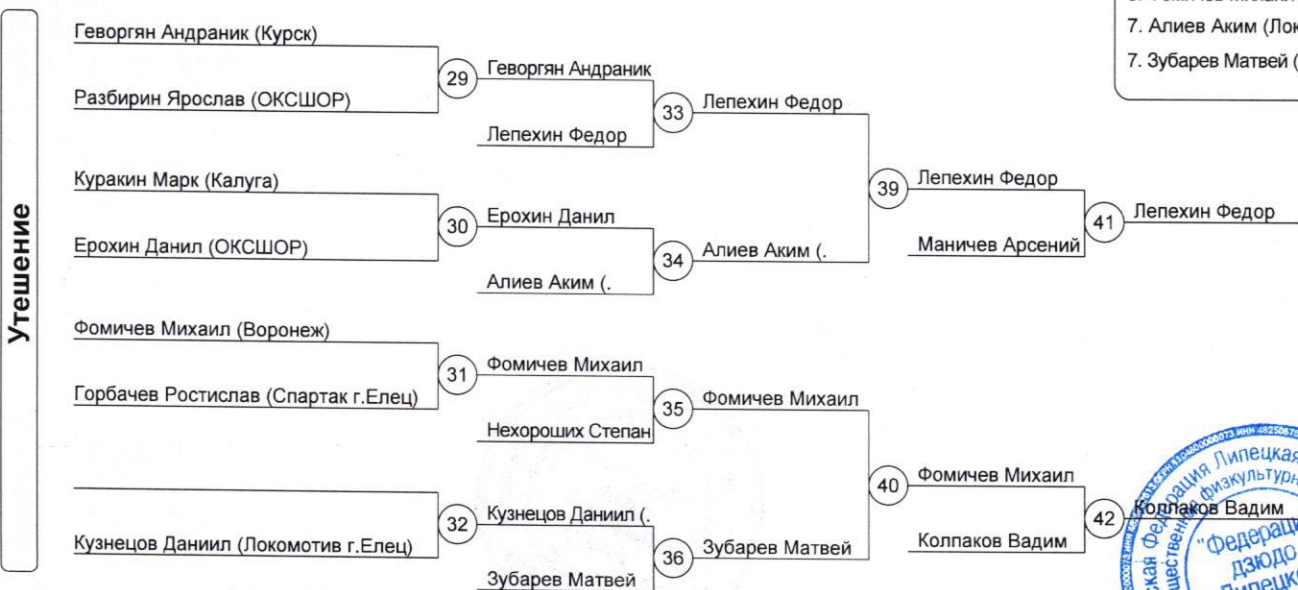 7. Алиев Аким (Лок
7. Зубарев Матвей (
Утешение
Геворгян Андраник (Курск)
Разбирин Ярослав (ОКСШОР)
29
Геворгян Андраник
Лепехин Федор
33
Лепехин Федор
Куракин Марк (Калуга)
Ерохин Данил (ОКСШОР)
30
Ерохин Данил
Алиев Аким (.
34
Алиев Аким (.
39
Лепехин Федор
Маничев Арсений
41
Лепехин Федор
Фомичев Михаил (Воронеж)
Горбачев Ростислав (Спартак г.Елец)
31
Фомичев Михаил
Нехороших Степан
35
Фомичев Михаил
Кузнецов Даниил (Локомотив г.Елец)
32
Кузнецов Даниил (.
Зубарев Матвей
36
Зубарев Матвей
40
Фомичев Михаил
Колпаков Вадим
42
Колпаков Вадим
Липецкая
"Федераци
дзюдо